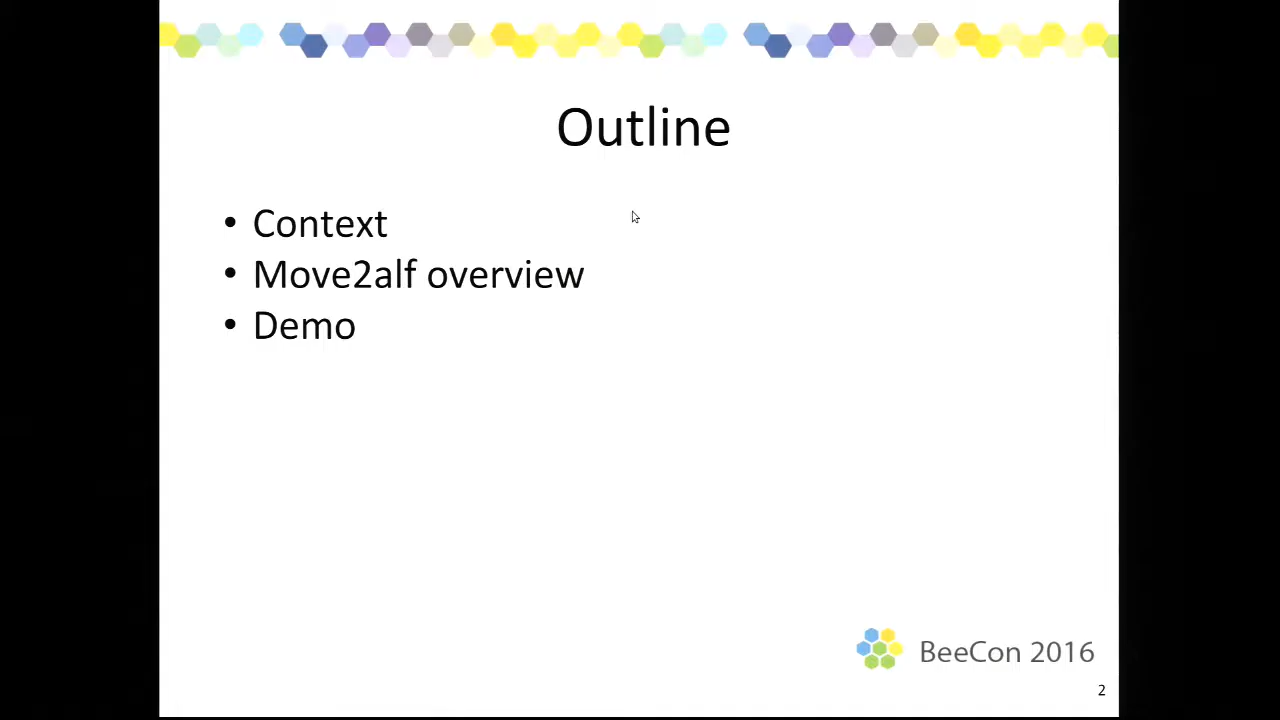 Outline
• Context
• Move2alf overview
• Demo
BeeCon 2016
2